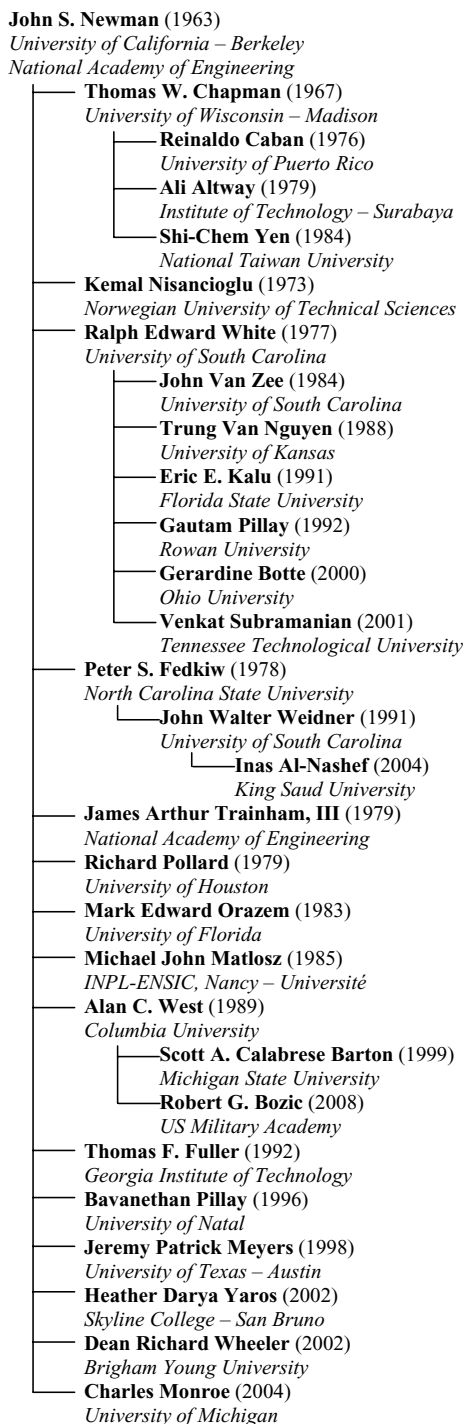 John S. Newman (1963)
University of California – Berkeley
National Academy of Engineering
Thomas W. Chapman (1967)
University of Wisconsin – Madison
Reinaldo Caban (1976)
University of Puerto Rico
Ali Altway (1979)
Institute of Technology – Surabaya
Shi-Chem Yen (1984)
National Taiwan University
Kemal Nisancioglu (1973)
Norwegian University of Technical Sciences
Ralph Edward White (1977)
University of South Carolina
John Van Zee (1984)
University of South Carolina
Trung Van Nguyen (1988)
University of Kansas
Eric E. Kalu (1991)
Florida State University
Gautam Pillay (1992)
Rowan University
Gerardine Botte (2000)
Ohio University
Venkat Subramanian (2001)
Tennessee Technological University
Peter S. Fedkiw (1978)
North Carolina State University
John Walter Weidner (1991)
University of South Carolina
Inas Al-Nashef (2004)
King Saud University
James Arthur Trainham, III (1979)
National Academy of Engineering
Richard Pollard (1979)
University of Houston
Mark Edward Orazem (1983)
University of Florida
Michael John Matlosz (1985)
INPL-ENSIC, Nancy – Université
Alan C. West (1989)
Columbia University
Scott A. Calabrese Barton (1999)
Michigan State University
Robert G. Bozic (2008)
US Military Academy
Thomas F. Fuller (1992)
Georgia Institute of Technology
Bavanethan Pillay (1996)
University of Natal
Jeremy Patrick Meyers (1998)
University of Texas – Austin
Heather Darya Yaros (2002)
Skyline College – San Bruno
Dean Richard Wheeler (2002)
Brigham Young University
Charles Monroe (2004)
University of Michigan